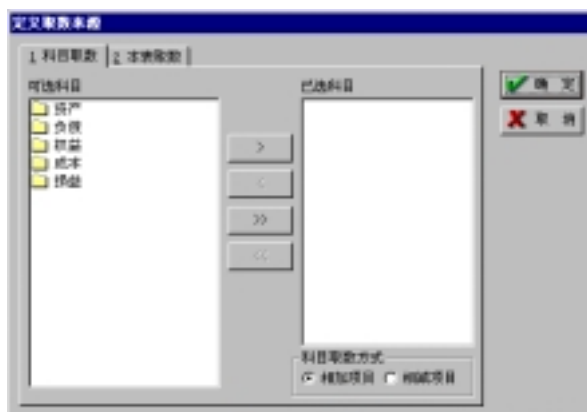 定义取数来源
1 科目取数
2 本表取数
可选科目
已选科目
资产
负债
权益
成本
损益
>
<
>>
<<
确 定
取 消
科目取数方式
相加项目
相减项目